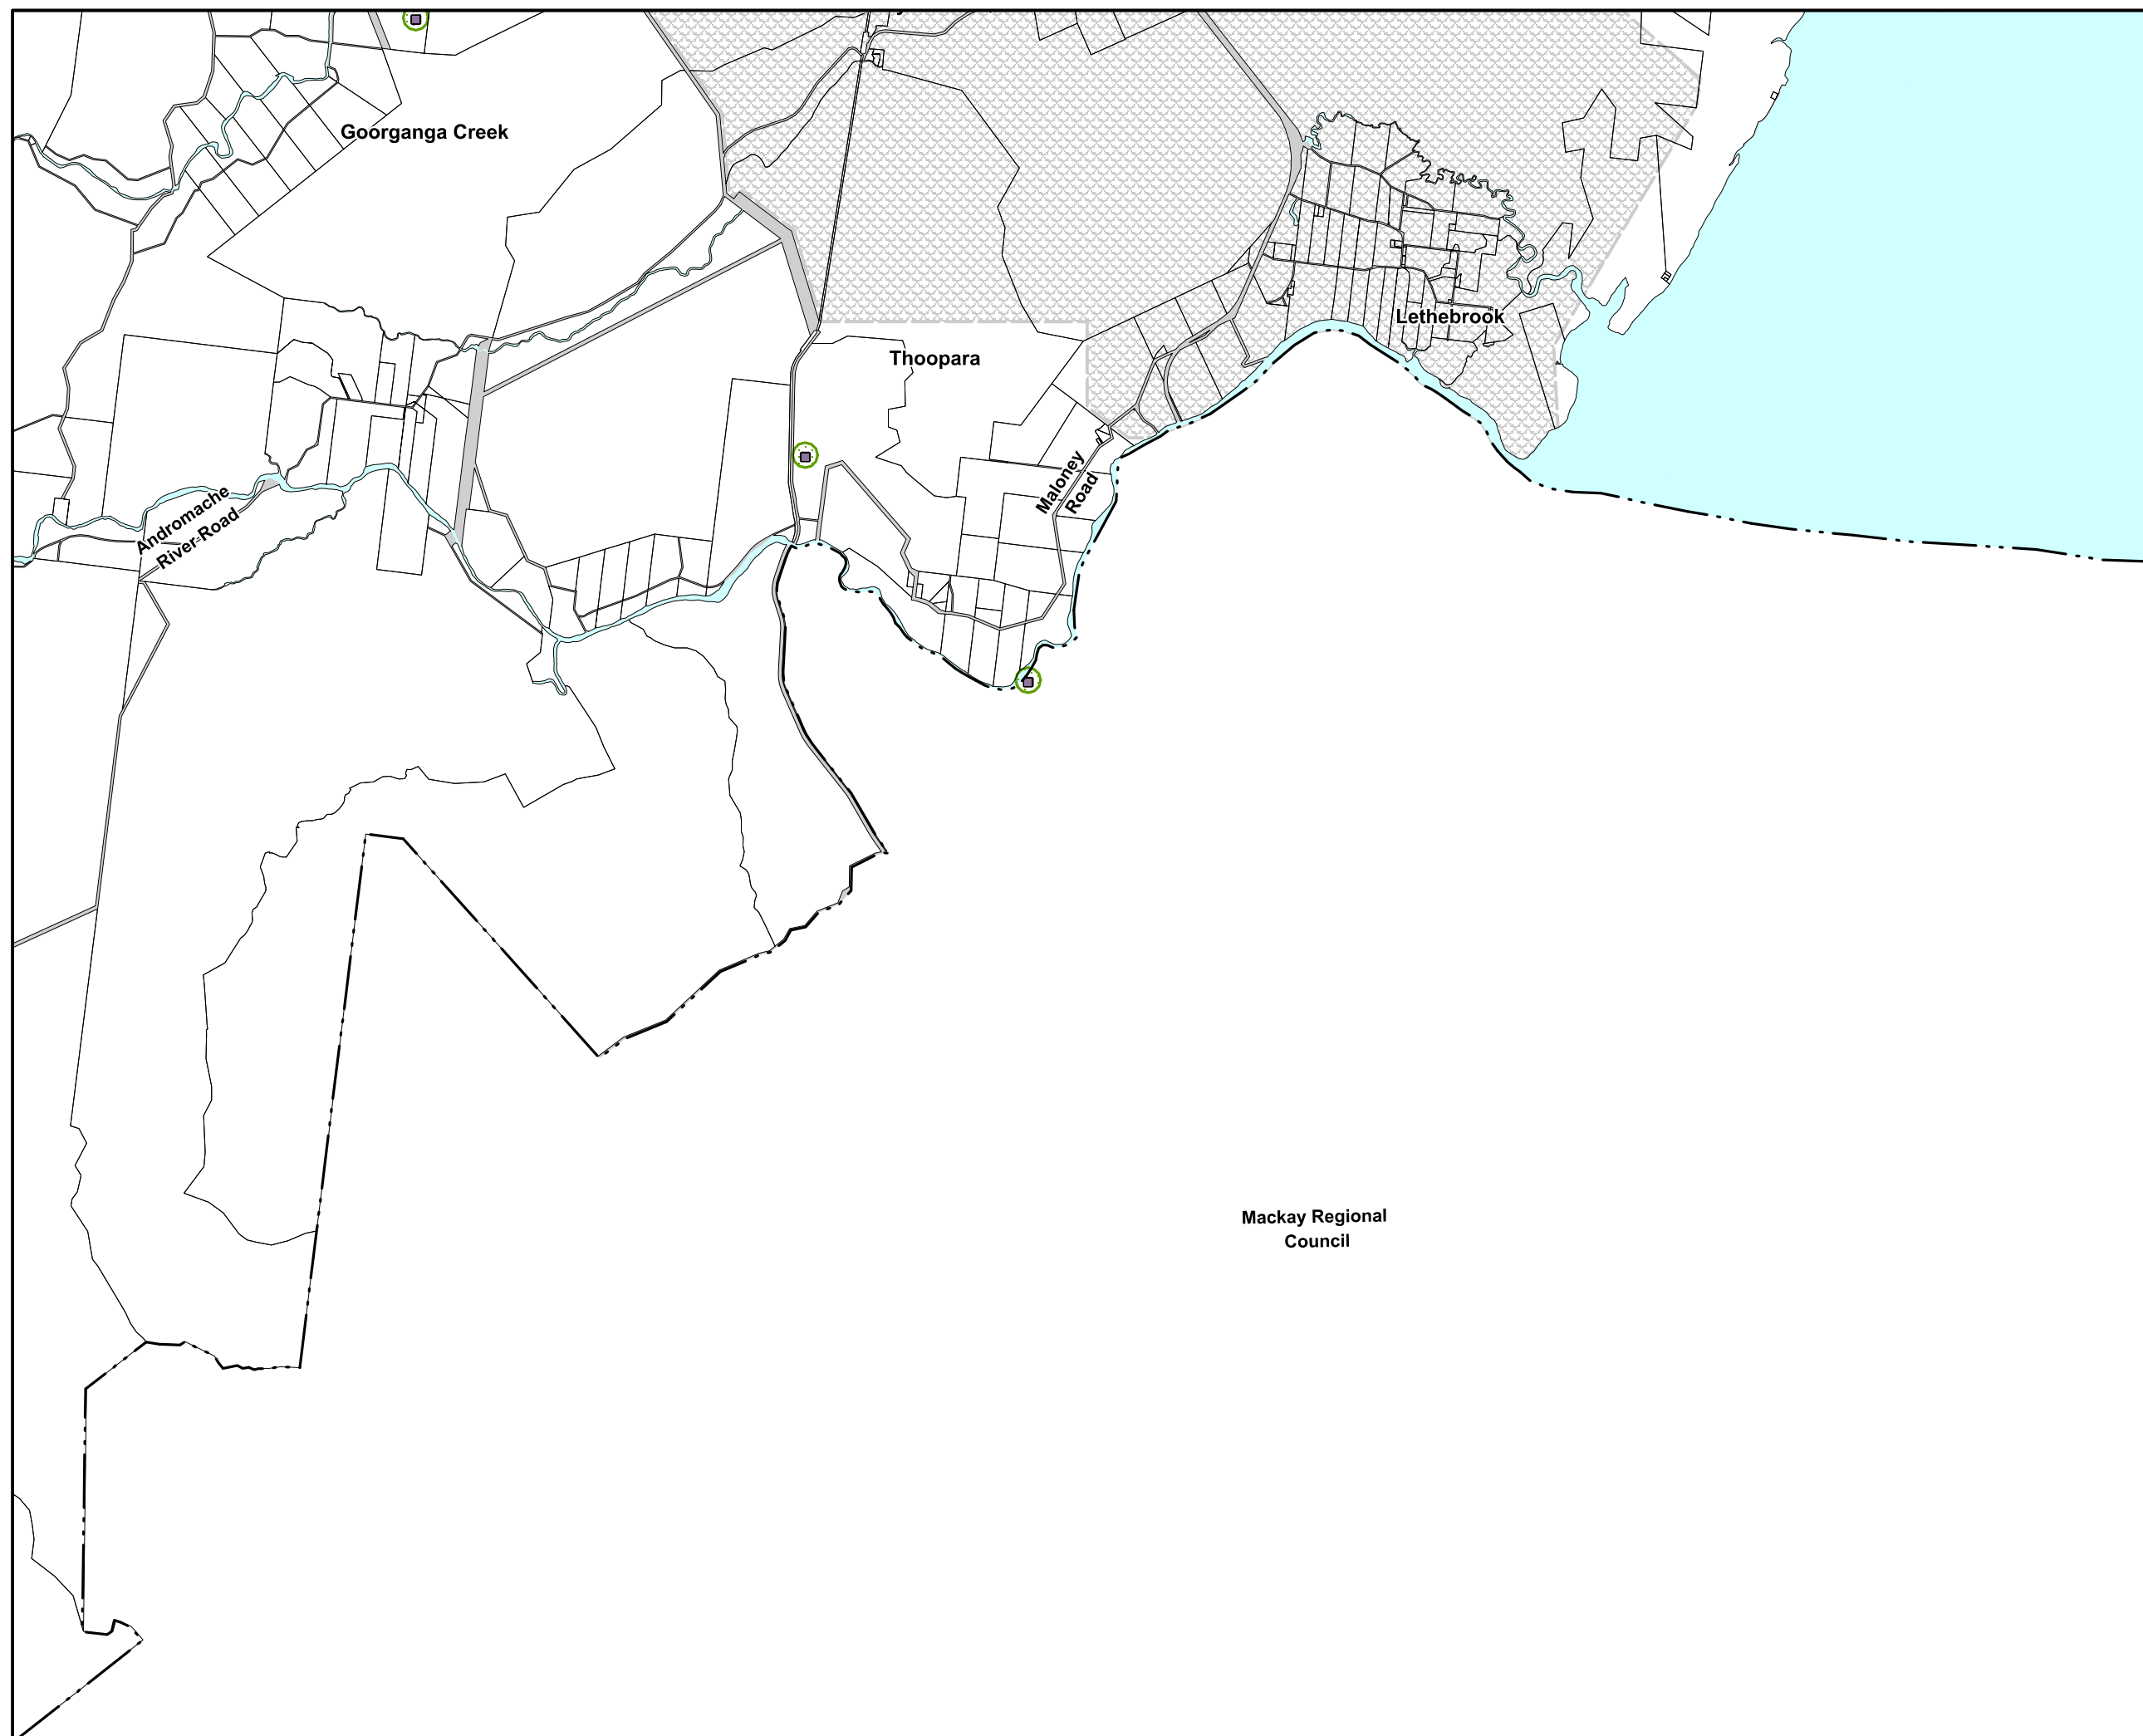 Goorganga Creek
Lethebrook
Thoopara
Maloney
Road
Andromache
River Road
Mackay Regional
Council